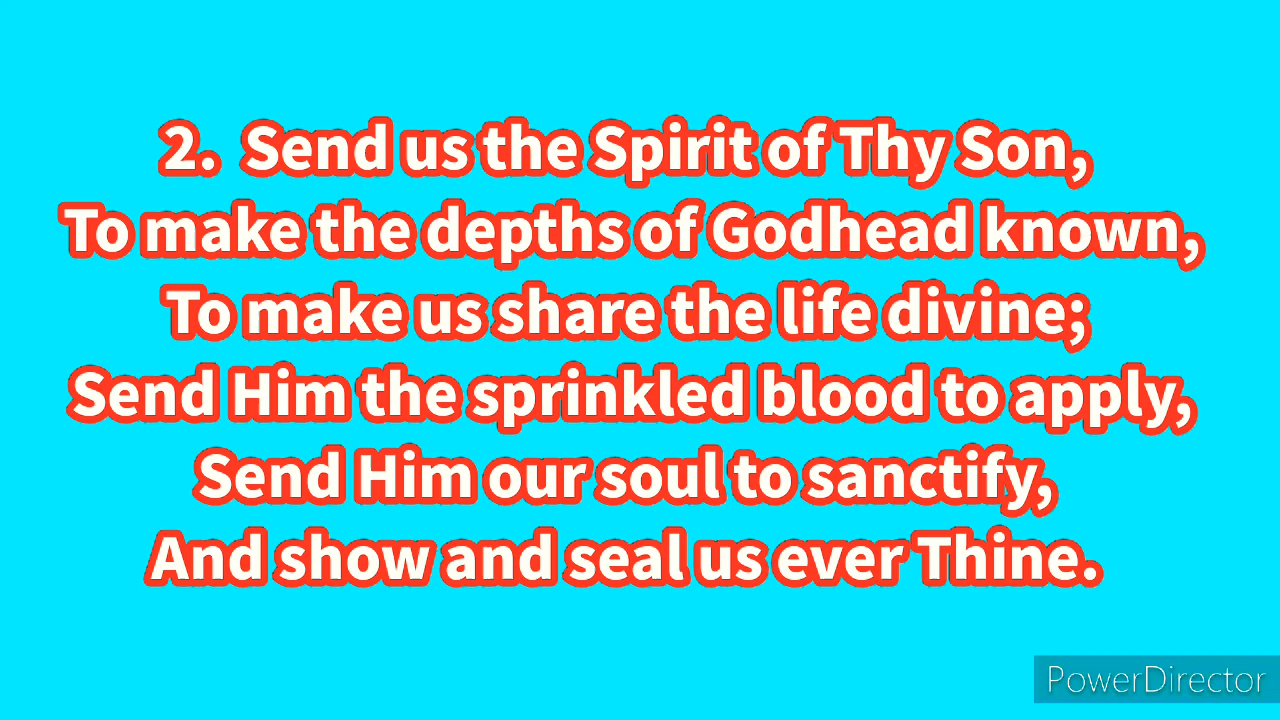 2. Send us the Spirit of Thy Son,
To make the depths of Godhead known,
To make us share the life divine;
Send Him the sprinkled blood to apply,
Send Him our soul to sanctify,
And show and seal us ever Thine.
PowerDirector